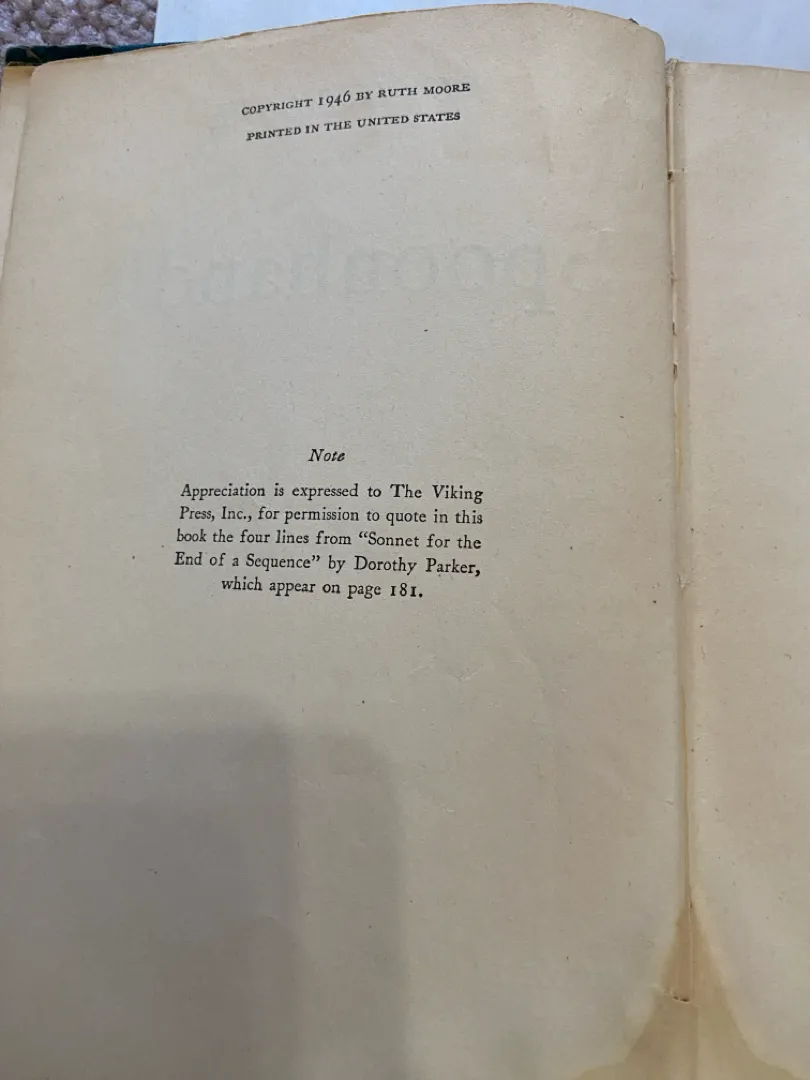 COPYRIGHT 1946 BY RUTH MOORE
PRINTED IN THE UNITED STATES
Note
Appreciation is expressed to The Viking
Press, Inc., for permission to quote in this
book the four lines from “Sonnet for the
End of a Sequence” by Dorothy Parker,
which appear on page 181.